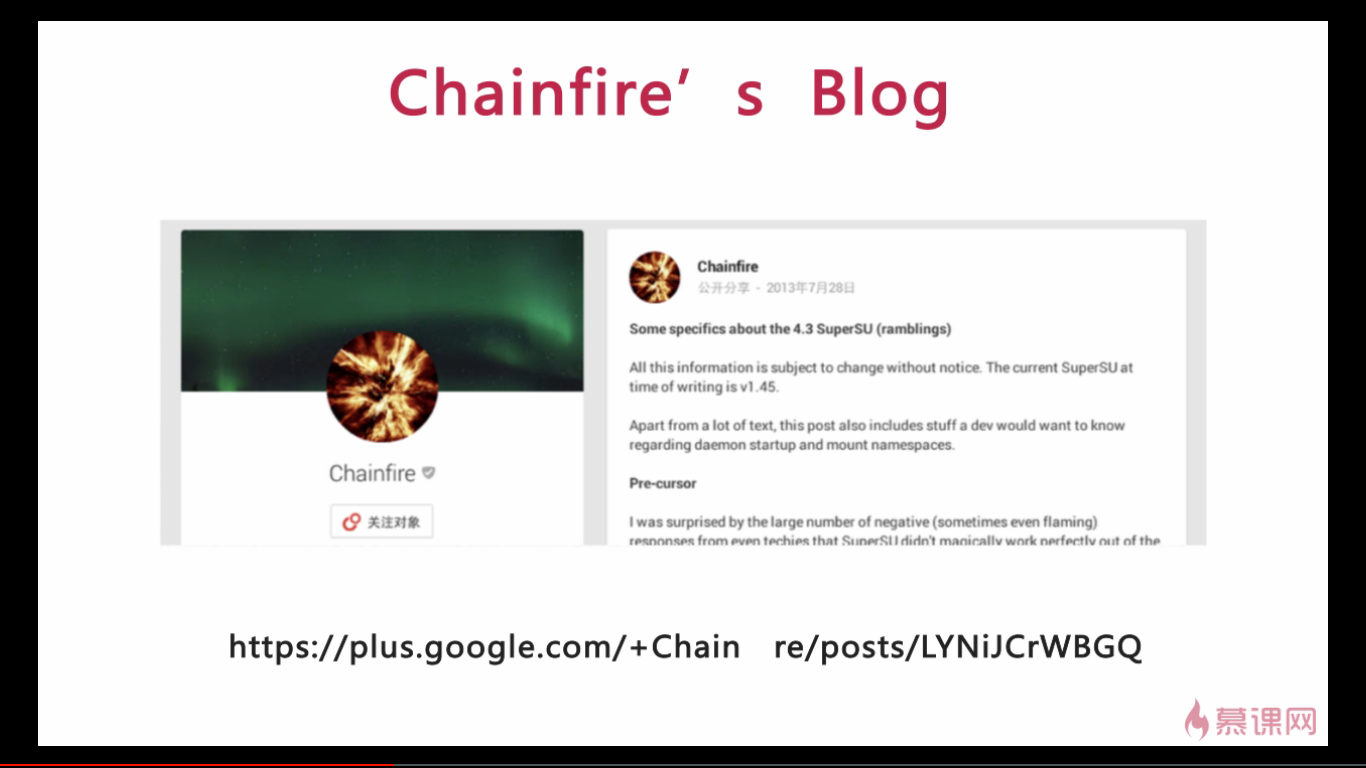 Chainfire’s Blog
Chainfire
关注对象
Chainfire
公开分享 - 2013年7月28日
Some specifics about the 4.3 SuperSU (ramblings)
All this information is subject to change without notice. The current SuperSU at
time of writing is v1.45.
Apart from a lot of text, this post also includes stuff a dev would want to know
regarding daemon startup and mount namespaces.
Pre-cursor
I was surprised by the large number of negative (sometimes even flaming)
responses from even techies that SuperSU didn't magically work perfectly out of the
https://plus.google.com/+Chain re/posts/LYNiJCrWBGQ
慕课网